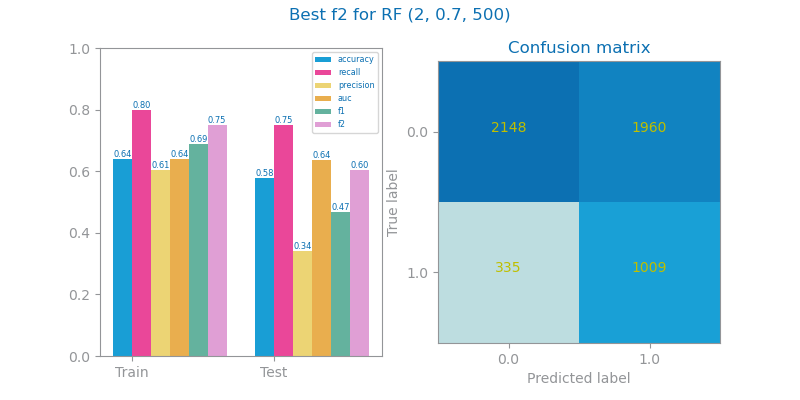 Best f2 for RF (2, 0.7, 500)
1.0
0.8
0.6
0.4
0.2
0.0
accuracy
recall
precision
auc
f1
f2
0.64
0.80
0.61
0.64
0.69
0.75
0.58
0.75
0.34
0.64
0.47
0.60
Train
Test
Confusion matrix
True label
0.0
1.0
2148
1960
335
1009
0.0
1.0
Predicted label